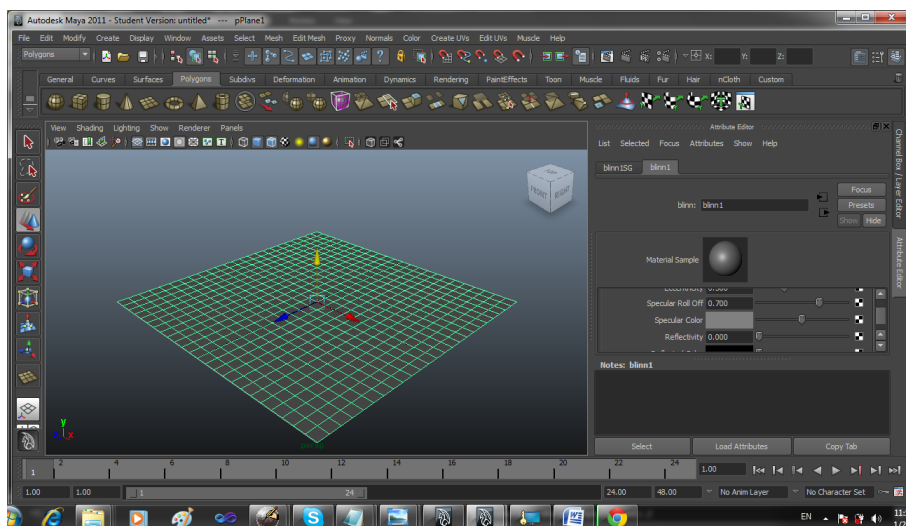 Autodesk Maya 2011 - Student Version: untitled* --- pPlane1
File Edit Modify Create Display Window Assets Select Mesh Edit Mesh Proxy Normals Color Create UVs Edit UVs Muscle Help
Polygons X: Y: Z:
General Curves Surfaces Polygons Subdivs Deformation Animation Dynamics Rendering PaintEffects Toon Muscle Fluids Fur Hair nCloth Custom
View Shading Lighting Show Renderer Panels
Attribute Editor
List Selected Focus Attributes Show Help
blinn1SG blinn1
Focus
blinn: blinn1 Presets
Show Hide
Channel Box / Layer Editor
Attribute Editor
FRONT RIGHT
Material Sample
Eccentricity 0.300
Specular Roll Off 0.700
Specular Color
Reflectivity 0.000
Notes: blinn1
Select Load Attributes Copy Tab
y
z x
persp
2 4 6 8 10 12 14 16 18 20 22 24
1 1.00
1.00 1.00 1 24 24.00 48.00 No Anim Layer No Character Set
EN